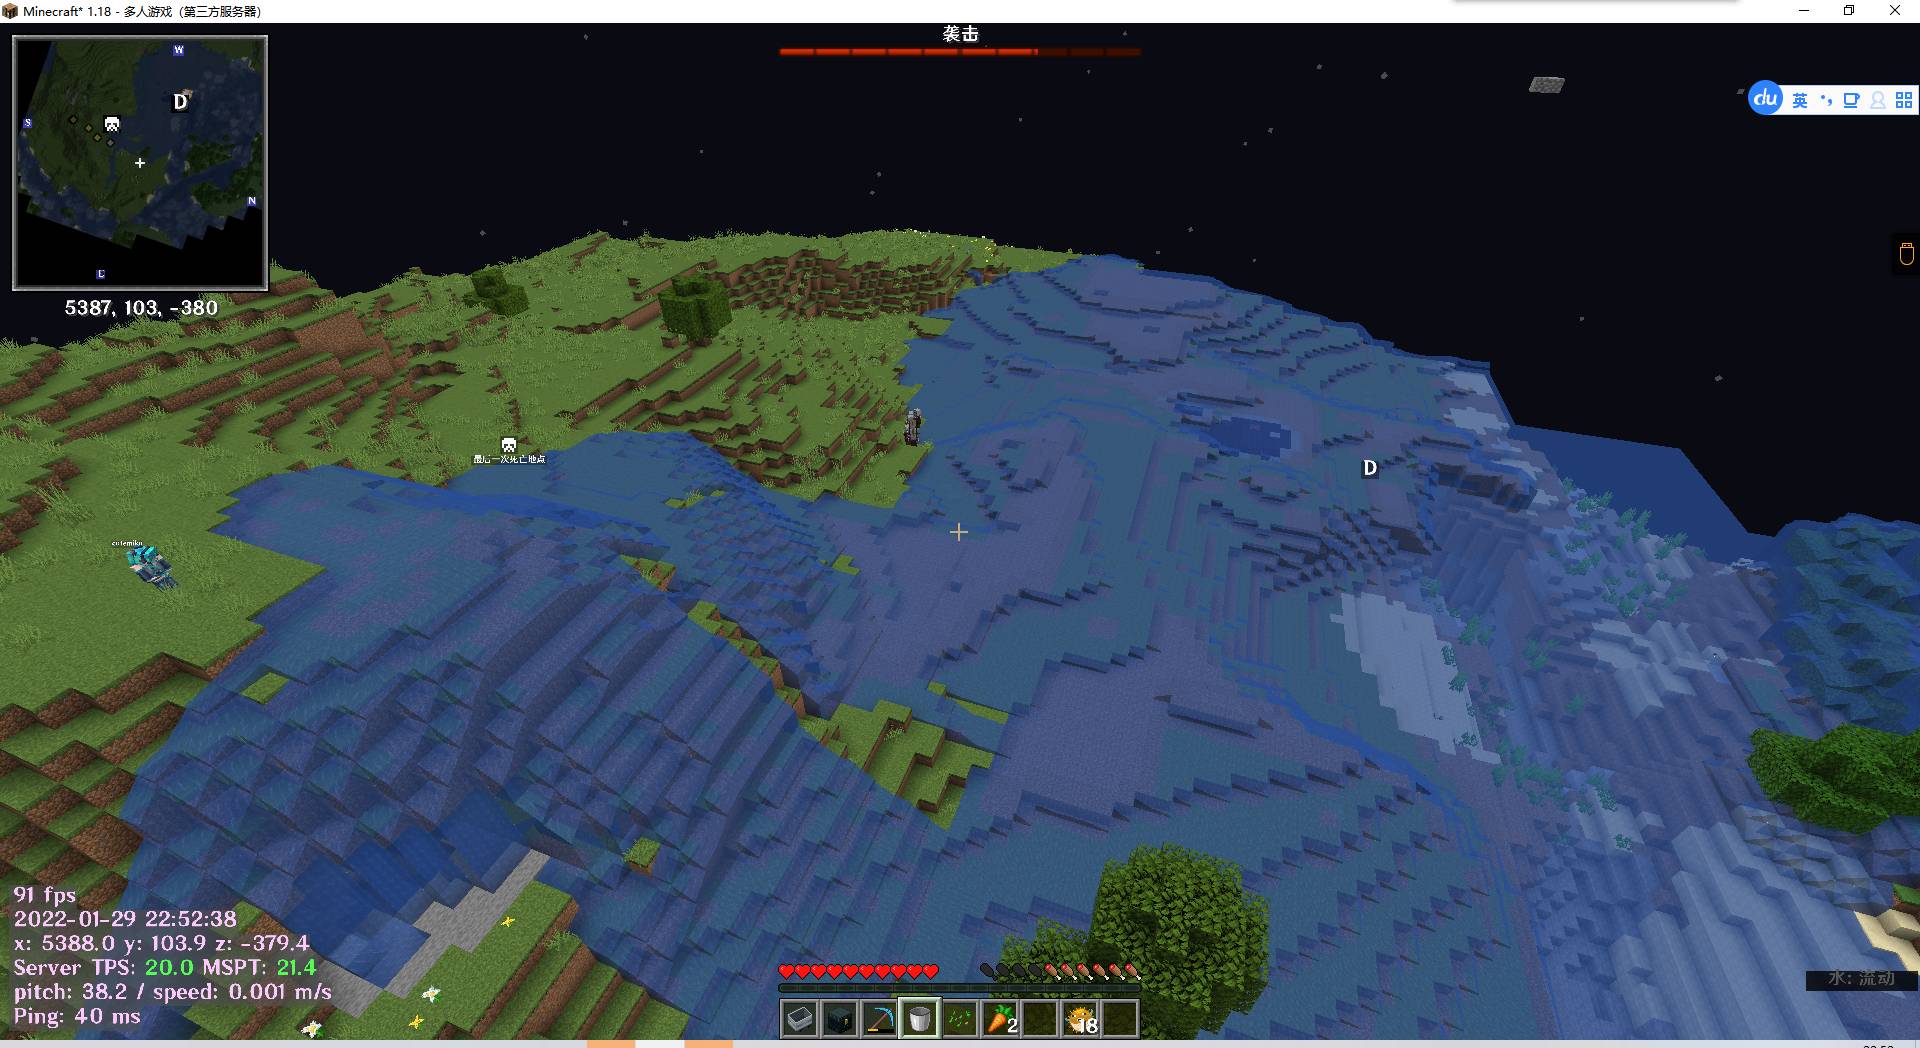 Minecraft* 1.18 - 多人游戏（第三方服务器）
袭击
W
D
S
N
5387, 103, -380
du 英
最后一次死亡地点
D
cutemiku
91 fps
2022-01-29 22:52:38
x: 5388.0 y: 103.9 z: -379.4
Server TPS: 20.0 MSPT: 21.4
pitch: 38.2 / speed: 0.001 m/s
Ping: 40 ms
水: 流动
2
18